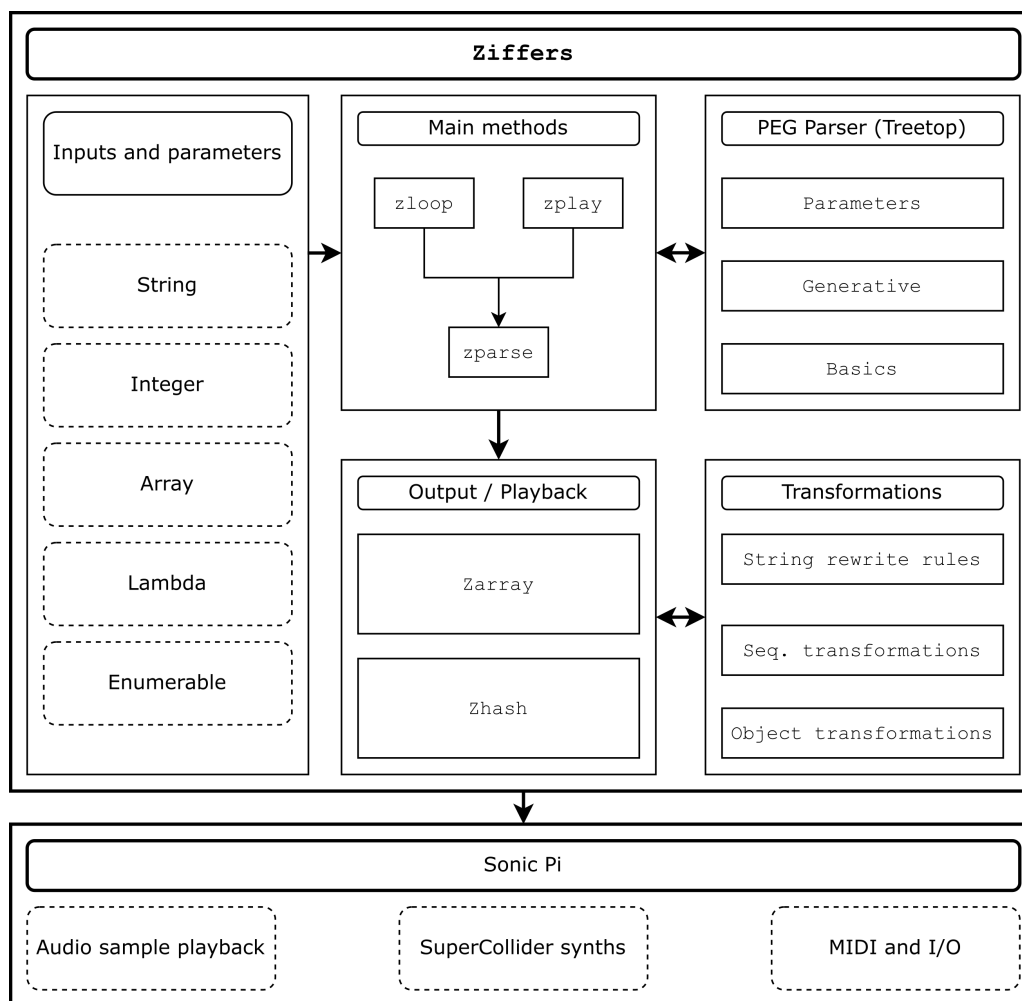 Ziffers
Inputs and parameters
String
Integer
Array
Lambda
Enumerable
Main methods
zloop
zplay
zparse
PEG Parser (Treetop)
Parameters
Generative
Basics
Output / Playback
Zarray
Zhash
Transformations
String rewrite rules
Seq. transformations
Object transformations
Sonic Pi
Audio sample playback
SuperCollider synths
MIDI and I/O